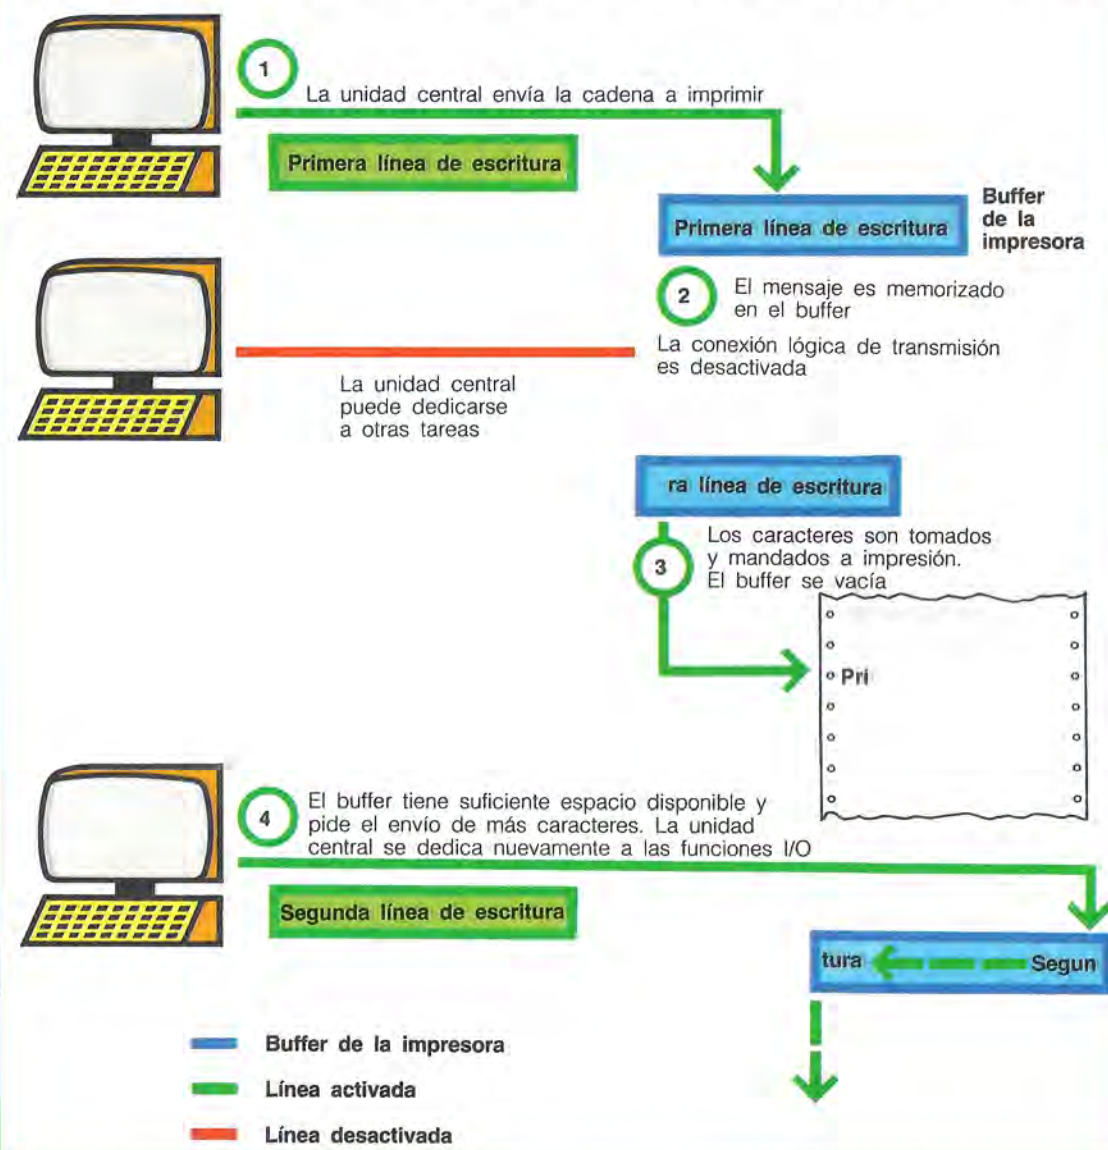 1
La unidad central envía la cadena a imprimir
Primera línea de escritura
Primera línea de escritura
Buffer
de la
impresora
2
El mensaje es memorizado
en el buffer
La conexión lógica de transmisión
es desactivada
La unidad central
puede dedicarse
a otras tareas
ra línea de escritura
3
Los caracteres son tomados
y mandados a impresión.
El buffer se vacía
Pri
4
El buffer tiene suficiente espacio disponible y
pide el envío de más caracteres. La unidad
central se dedica nuevamente a las funciones I/O
Segunda línea de escritura
tura
Segun
Buffer de la impresora
Línea activada
Línea desactivada